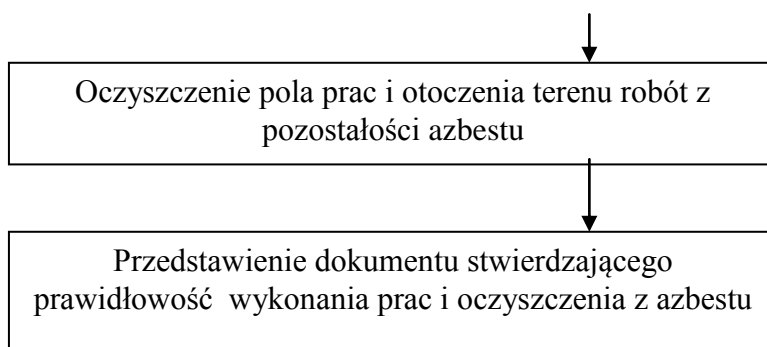 Oczyszczenie pola prac i otoczenia terenu robót z
pozostałości azbestu
Przedstawienie dokumentu stwierdzającego
prawidłowość wykonania prac i oczyszczenia z azbestu